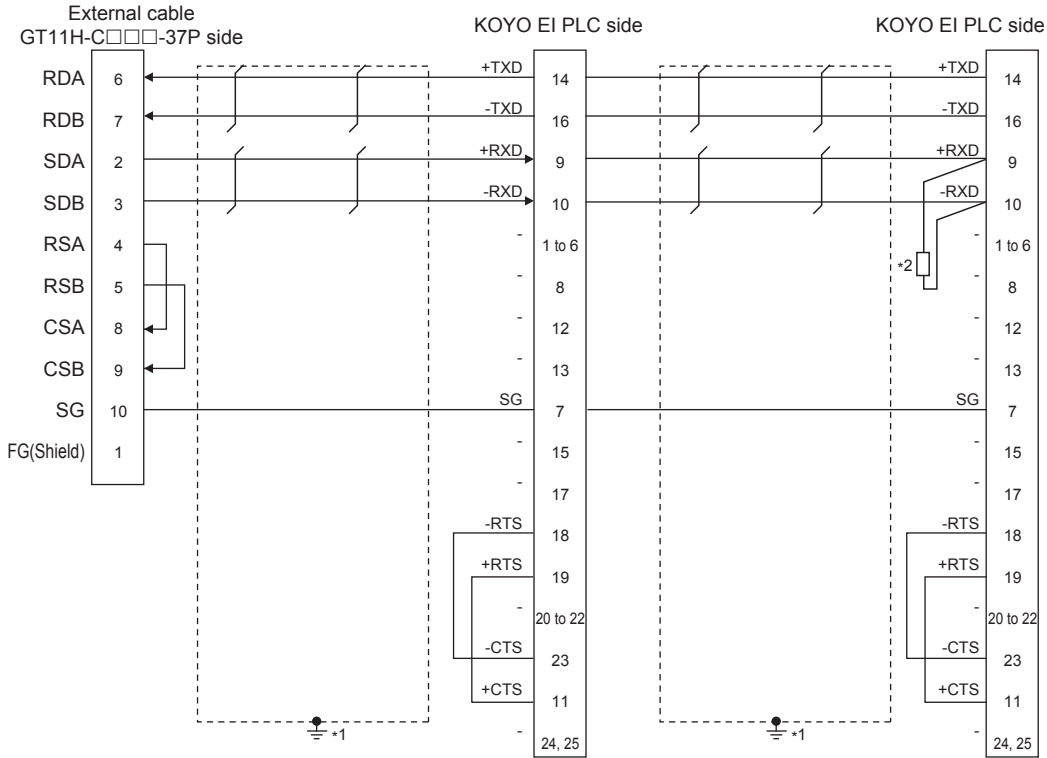 External cable
GT11H-C□□□-37P side
KOYO EI PLC side
KOYO EI PLC side
RDA 6 +TXD 14 +TXD 14
RDB 7 -TXD 16 -TXD 16
SDA 2 +RXD 9 +RXD 9
SDB 3 -RXD 10 -RXD 10
RSA 4 - 1 to 6 - 1 to 6
*2
RSB 5 - 8 8
CSA 8 - 12 - 12
CSB 9 - 13 - 13
SG 10 SG 7 SG 7
FG(Shield) 1 - 15 - 15
- 17 - 17
-RTS 18 -RTS 18
+RTS 19 +RTS 19
- 20 to 22 - 20 to 22
-CTS 23 -CTS 23
+CTS 11 +CTS 11
*1 - 24, 25 *1 - 24, 25